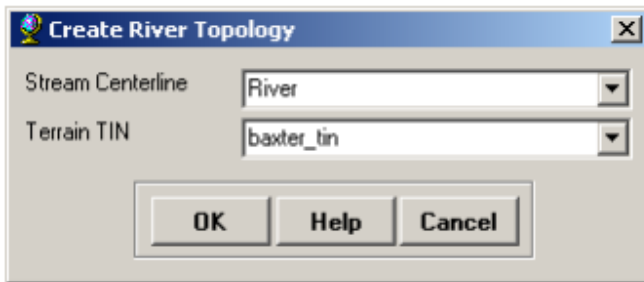 Create River Topology
Stream Centerline River
Terrain TIN baxter_tin
OK Help Cancel